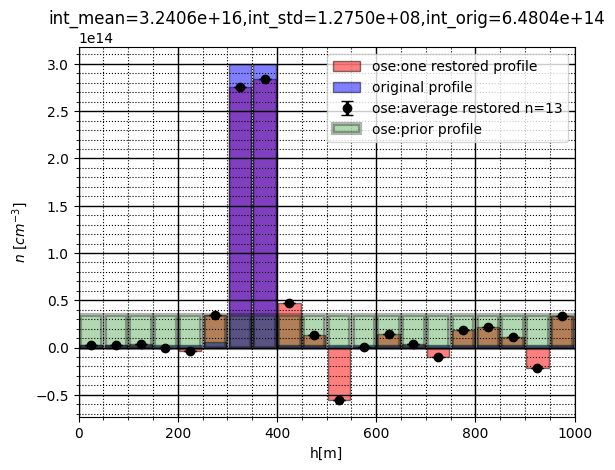 int_mean=3.2406e+16,int_std=1.2750e+08,int_orig=6.4804e+14
1e14
3.0
2.5
2.0
1.5
1.0
0.5
0.0
−0.5
n [cm⁻³]
ose:one restored profile
original profile
ose:average restored n=13
ose:prior profile
0 200 400 600 800 1000
h[m]